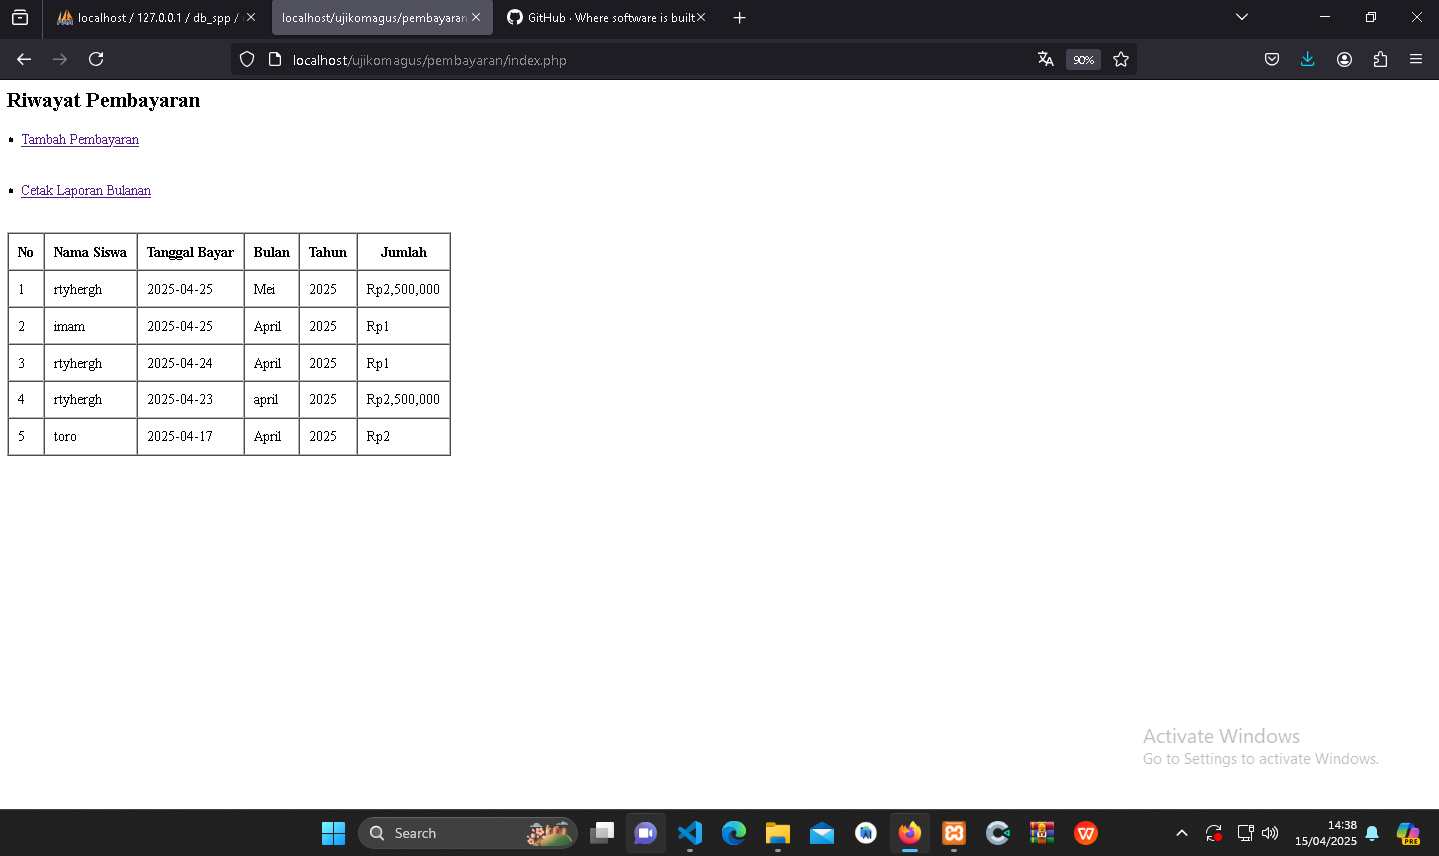 localhost / 127.0.0.1 / db_spp /
localhost/ujikomagus/pembayaran
GitHub · Where software is built
localhost/ujikomagus/pembayaran/index.php
90%
Riwayat Pembayaran
Tambah Pembayaran
Cetak Laporan Bulanan
No Nama Siswa Tanggal Bayar Bulan Tahun Jumlah
1 rtyhergh 2025-04-25 Mei 2025 Rp2,500,000
2 imam 2025-04-25 April 2025 Rp1
3 rtyhergh 2025-04-24 April 2025 Rp1
4 rtyhergh 2025-04-23 april 2025 Rp2,500,000
5 toro 2025-04-17 April 2025 Rp2
Activate Windows
Go to Settings to activate Windows.
Search
14:38
15/04/2025
PRE